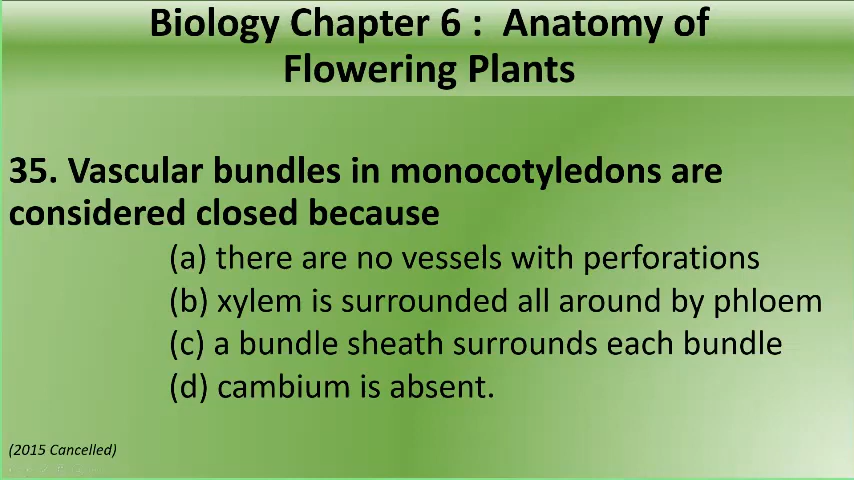 Biology Chapter 6 : Anatomy of
Flowering Plants
35. Vascular bundles in monocotyledons are
considered closed because
(a) there are no vessels with perforations
(b) xylem is surrounded all around by phloem
(c) a bundle sheath surrounds each bundle
(d) cambium is absent.
(2015 Cancelled)